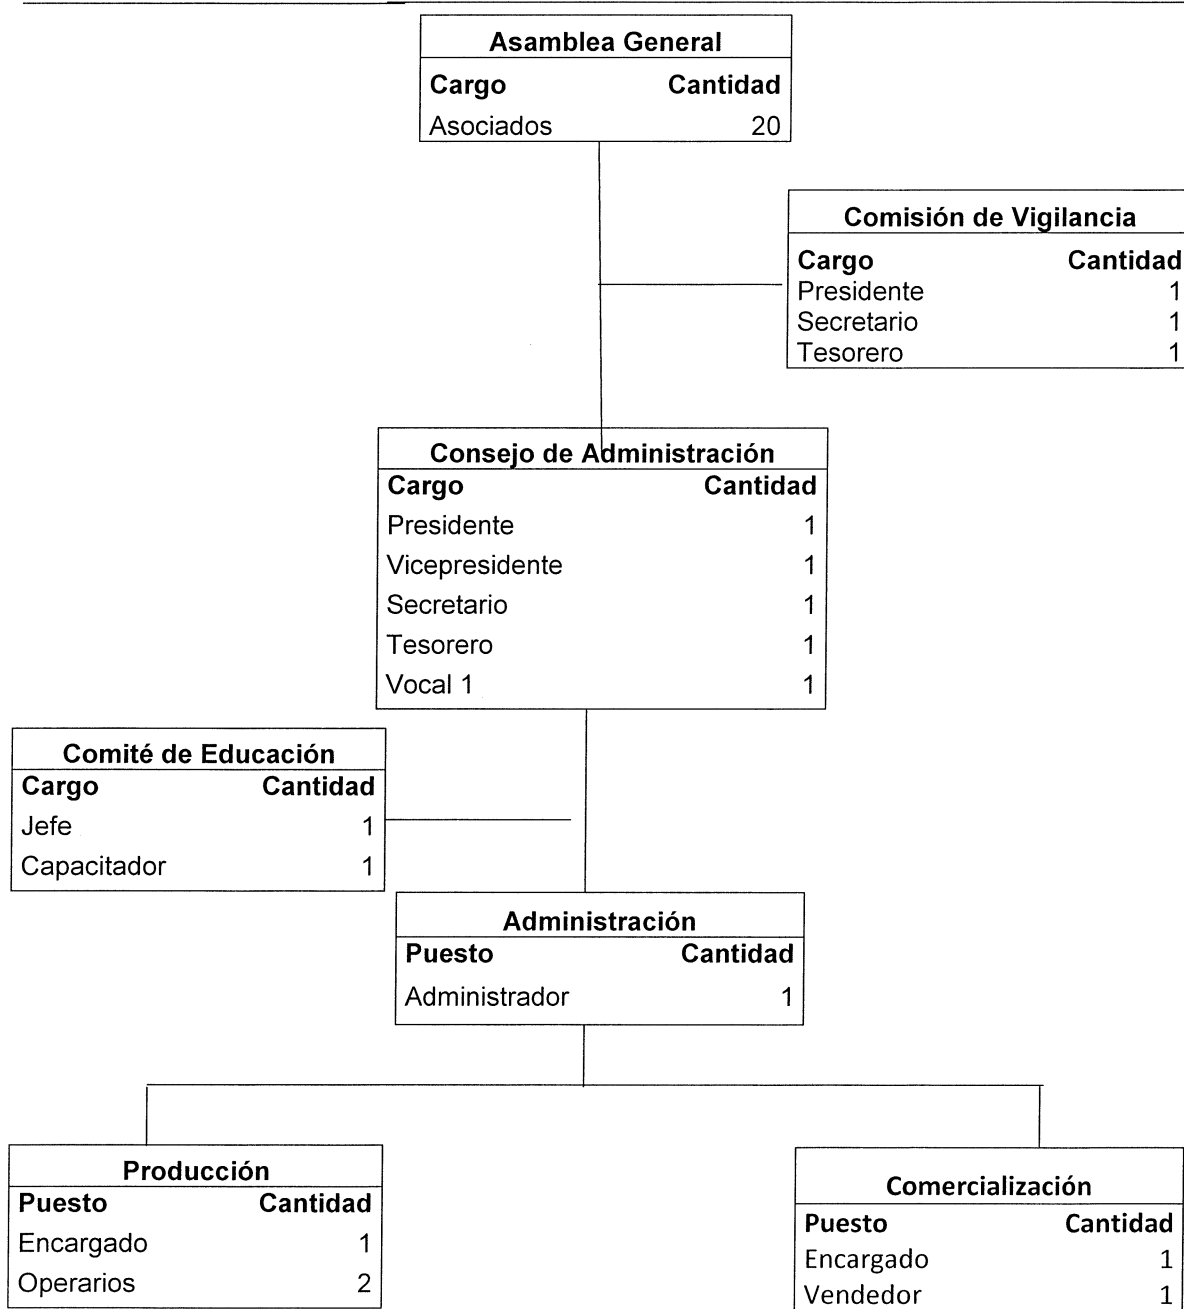 Asamblea General
Cargo Cantidad
Asociados 20
Comisión de Vigilancia
Cargo Cantidad
Presidente 1
Secretario 1
Tesorero 1
Consejo de Administración
Cargo Cantidad
Presidente 1
Vicepresidente 1
Secretario 1
Tesorero 1
Vocal 1 1
Comité de Educación
Cargo Cantidad
Jefe 1
Capacitador 1
Administración
Puesto Cantidad
Administrador 1
Producción
Puesto Cantidad
Encargado 1
Operarios 2
Comercialización
Puesto Cantidad
Encargado 1
Vendedor 1